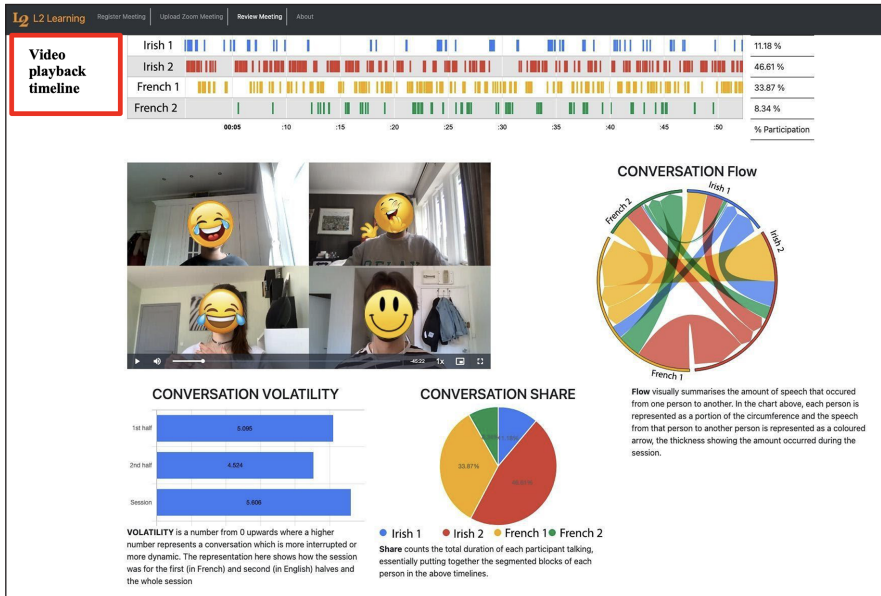 L2 L2 Learning Register Meeting Upload Zoom Meeting Review Meeting About
Video
playback
timeline
Irish 1 11.18 %
Irish 2 46.61 %
French 1 33.87 %
French 2 8.34 %
00:05 :10 :15 :20 :25 :30 :35 :40 :45 :50 % Participation
CONVERSATION Flow
Irish 1
French 2
Irish 2
French 1
-45:22 1x
Flow visually summarises the amount of speech that occured
from one person to another. In the chart above, each person is
represented as a portion of the circumference and the speech
from that person to another person is represented as a coloured
arrow, the thickness showing the amount occurred during the
session.
CONVERSATION VOLATILITY
1st half 5.095
2nd half 4.524
Session 5.606
VOLATILITY is a number from 0 upwards where a higher
number represents a conversation which is more interrupted or
more dynamic. The representation here shows how the session
was for the first (in French) and second (in English) halves and
the whole session
CONVERSATION SHARE
33.87%
Irish 1 Irish 2 French 1 French 2
Share counts the total duration of each participant talking,
essentially putting together the segmented blocks of each
person in the above timelines.